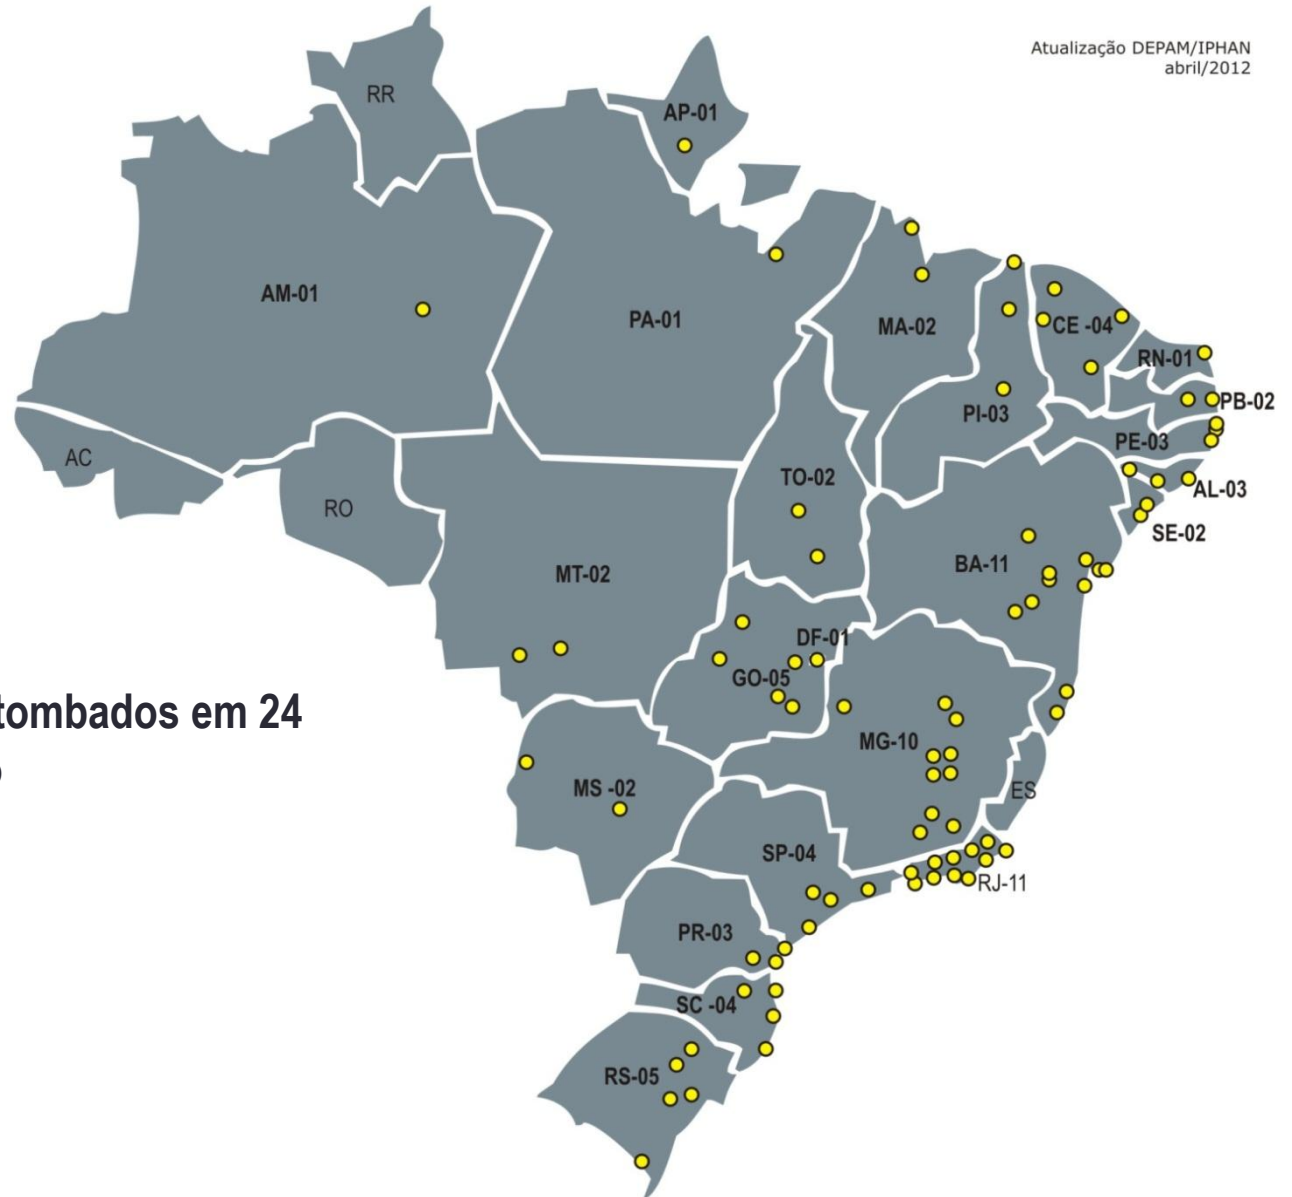 Atualização DEPAM/IPHAN
abril/2012
RR
AP-01
AM-01
PA-01
MA-02
CE -04
RN-01
PI-03
PB-02
PE-03
AC
TO-02
AL-03
RO
SE-02
BA-11
MT-02
DF-01
GO-05
tombados em 24
MG-10
MS -02
ES
SP-04
RJ-11
PR-03
SC -04
RS-05